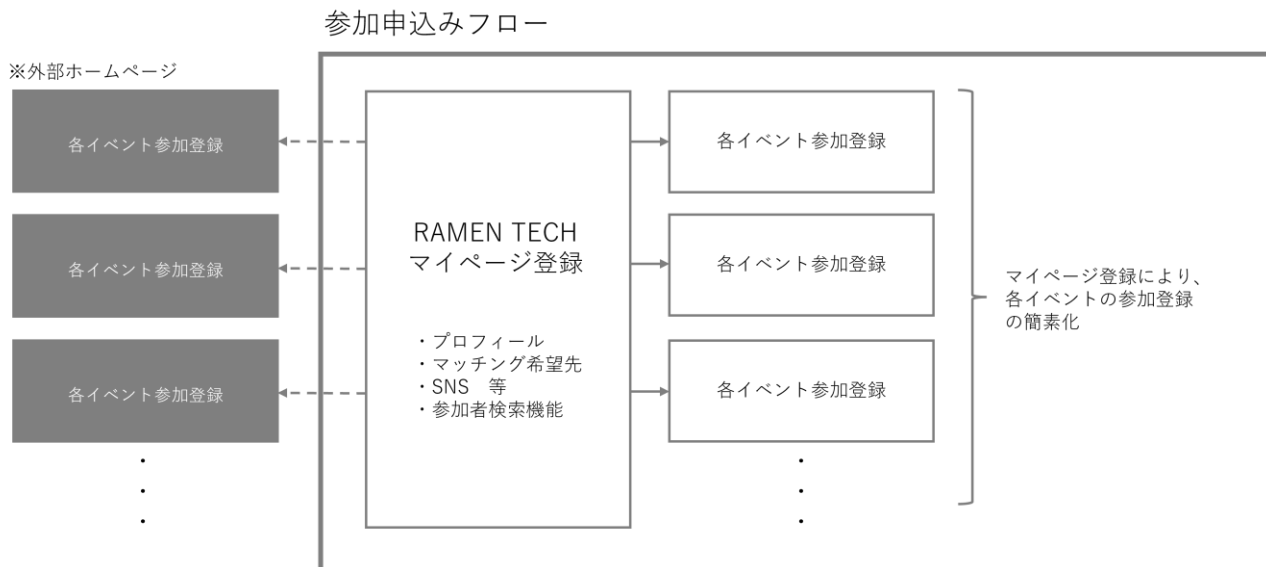 参加申込みフロー
※外部ホームページ
各イベント参加登録
各イベント参加登録
各イベント参加登録
RAMEN TECH
マイページ登録
・プロフィール
・マッチング希望先
・SNS　等
・参加者検索機能
各イベント参加登録
各イベント参加登録
各イベント参加登録
マイページ登録により、
各イベントの参加登録
の簡素化